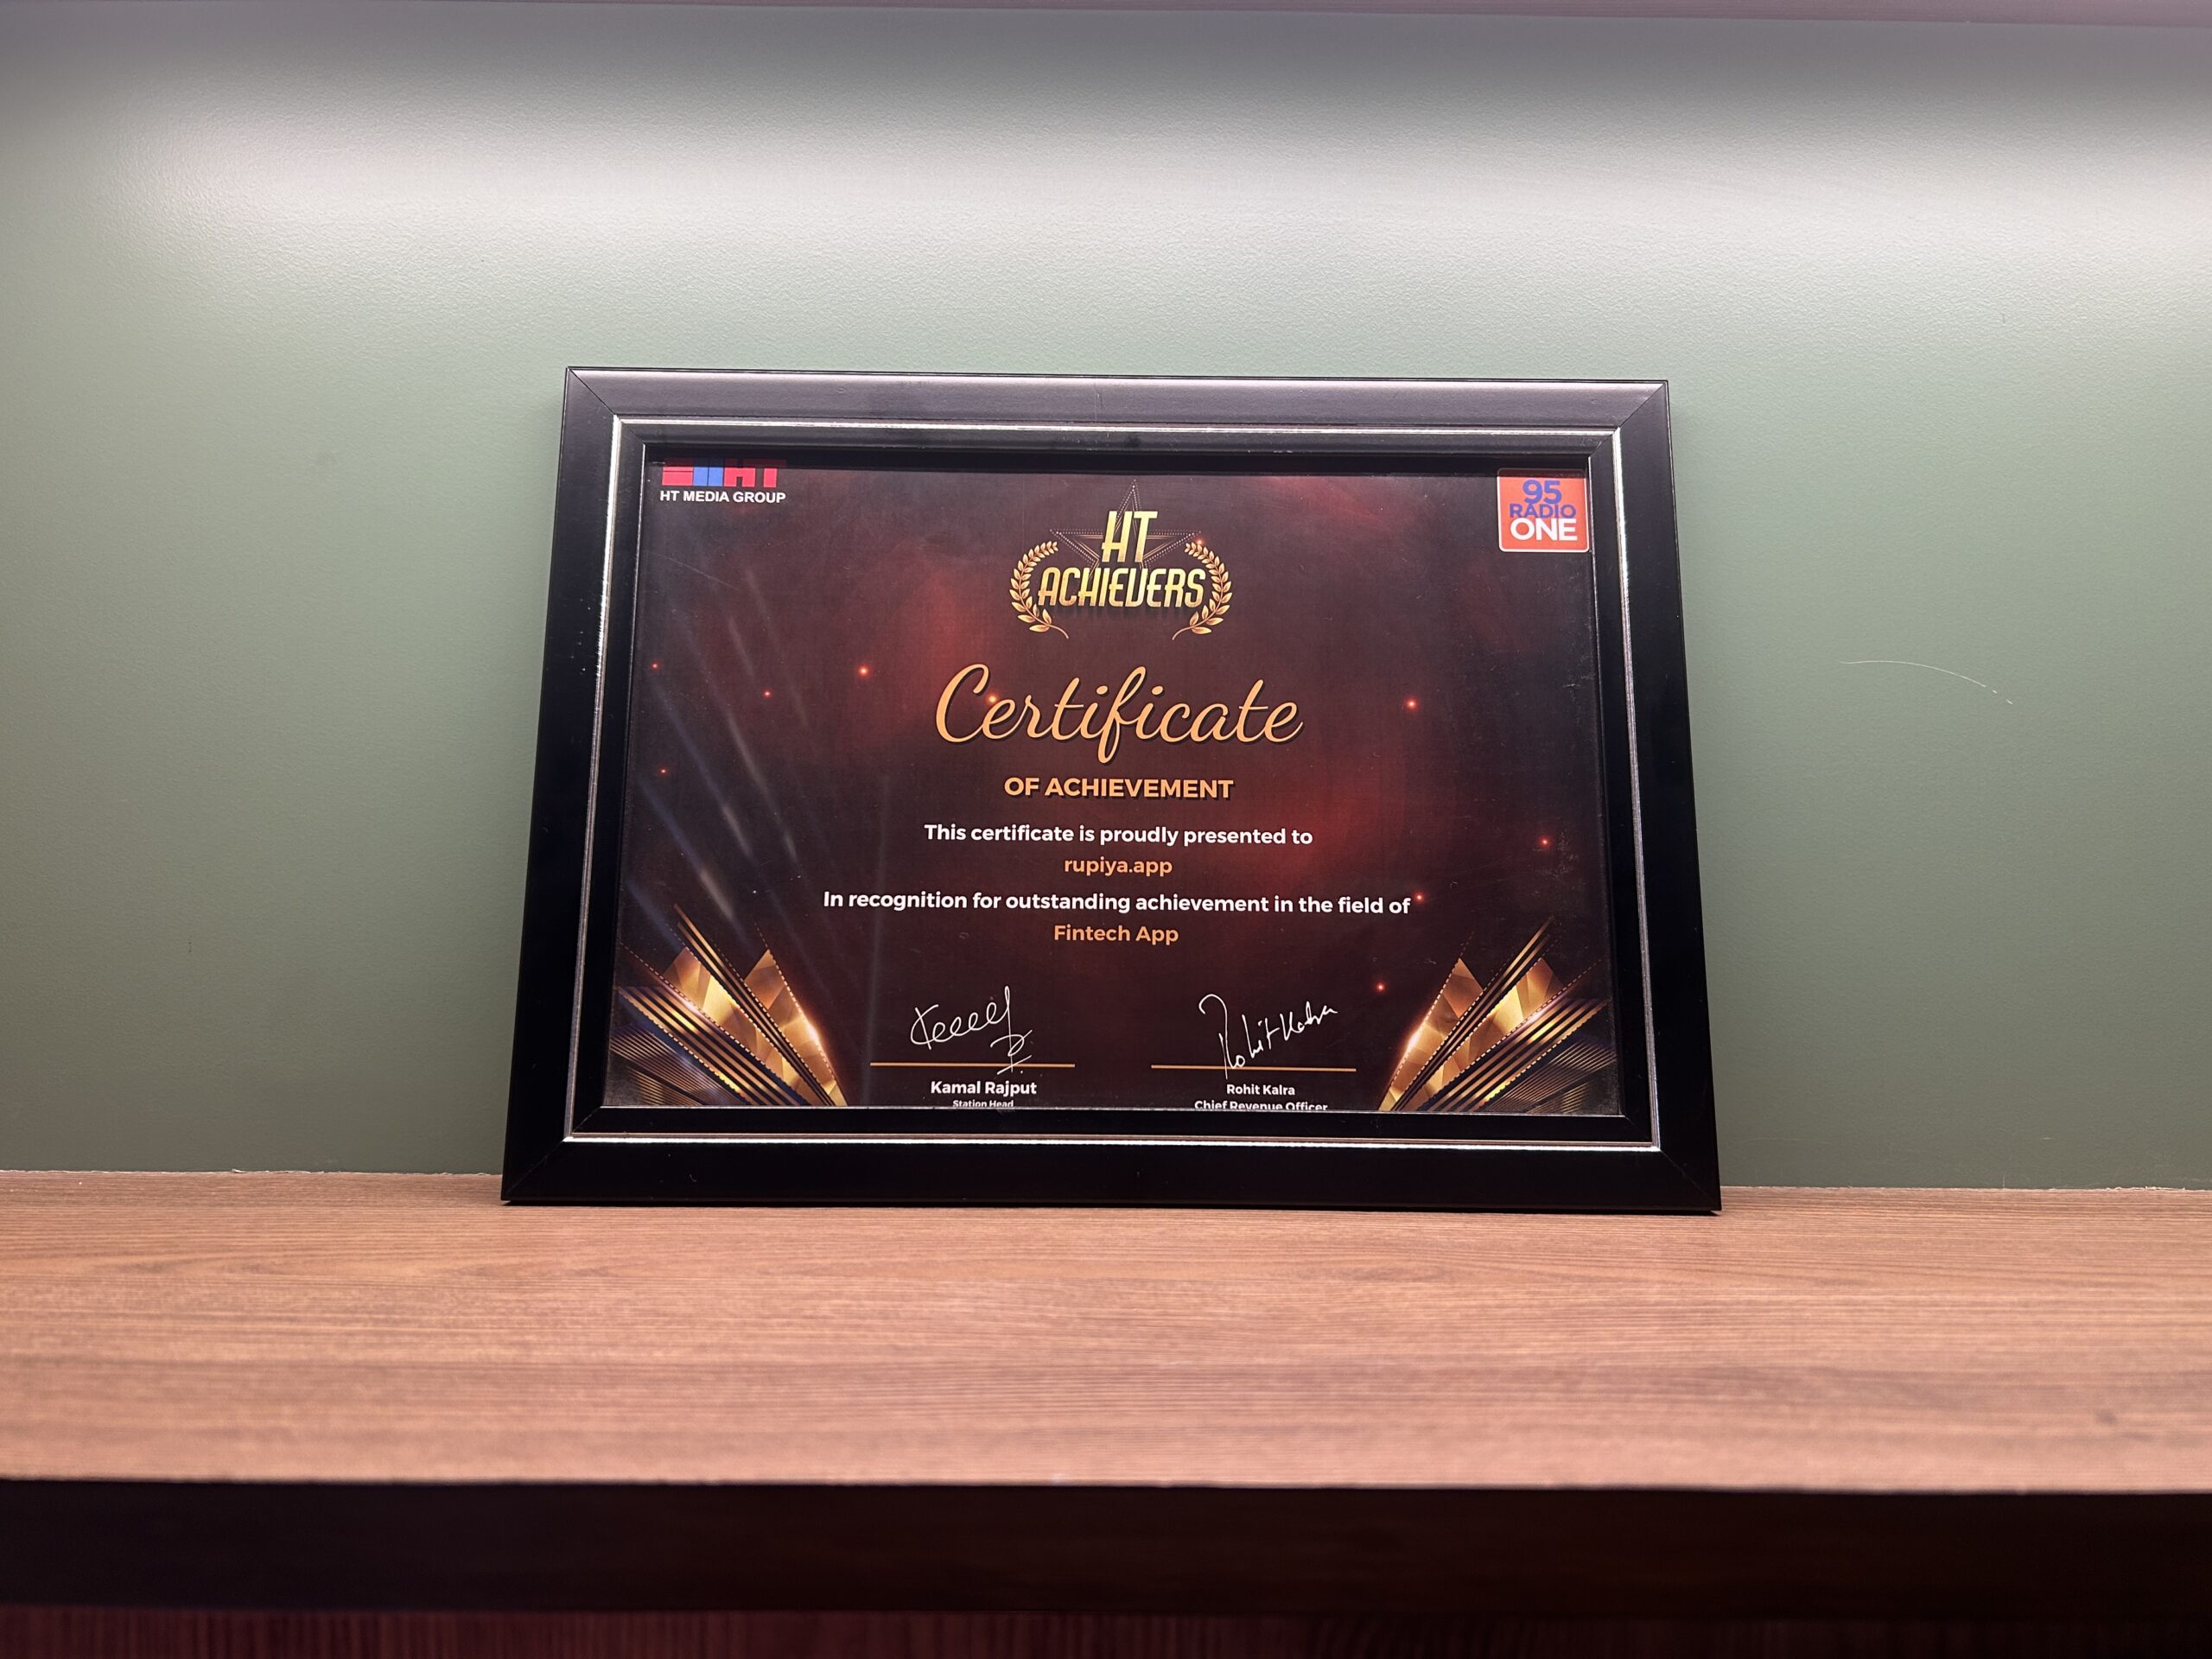 HT MEDIA GROUP
95
RADIO
ONE
HT
ACHIEVERS
Certificate
OF ACHIEVEMENT
This certificate is proudly presented to
rupiya.app
In recognition for outstanding achievement in the field of
Fintech App
Rohit Kalra
Kamal Rajput
Station Head
Rohit Kalra
Chief Revenue Officer